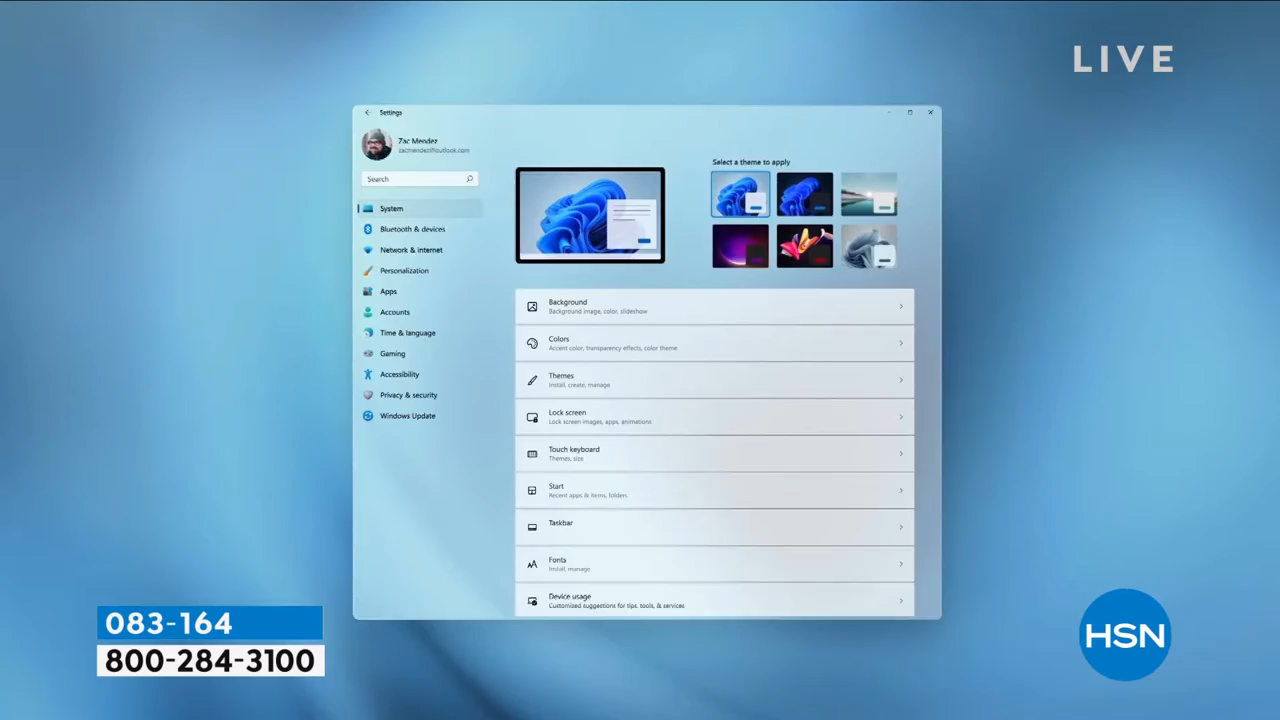 LIVE
Settings
Zac Mendez
Search
Select a theme to apply
System
Bluetooth & devices
Network & internet
Personalization
Apps
Accounts
Time & language
Gaming
Accessibility
Privacy & security
Windows Update
Background
Background image, color, slideshow
Colors
Accent color, transparency effects, color theme
Themes
Install, create, manage
Lock screen
Lock screen images, apps, animations
Touch keyboard
Themes, size
Start
Recent apps & items, folders
Taskbar
Fonts
Install, manage
Device usage
Customized suggestions for tips, tools, & services
083-164
800-284-3100
HSN